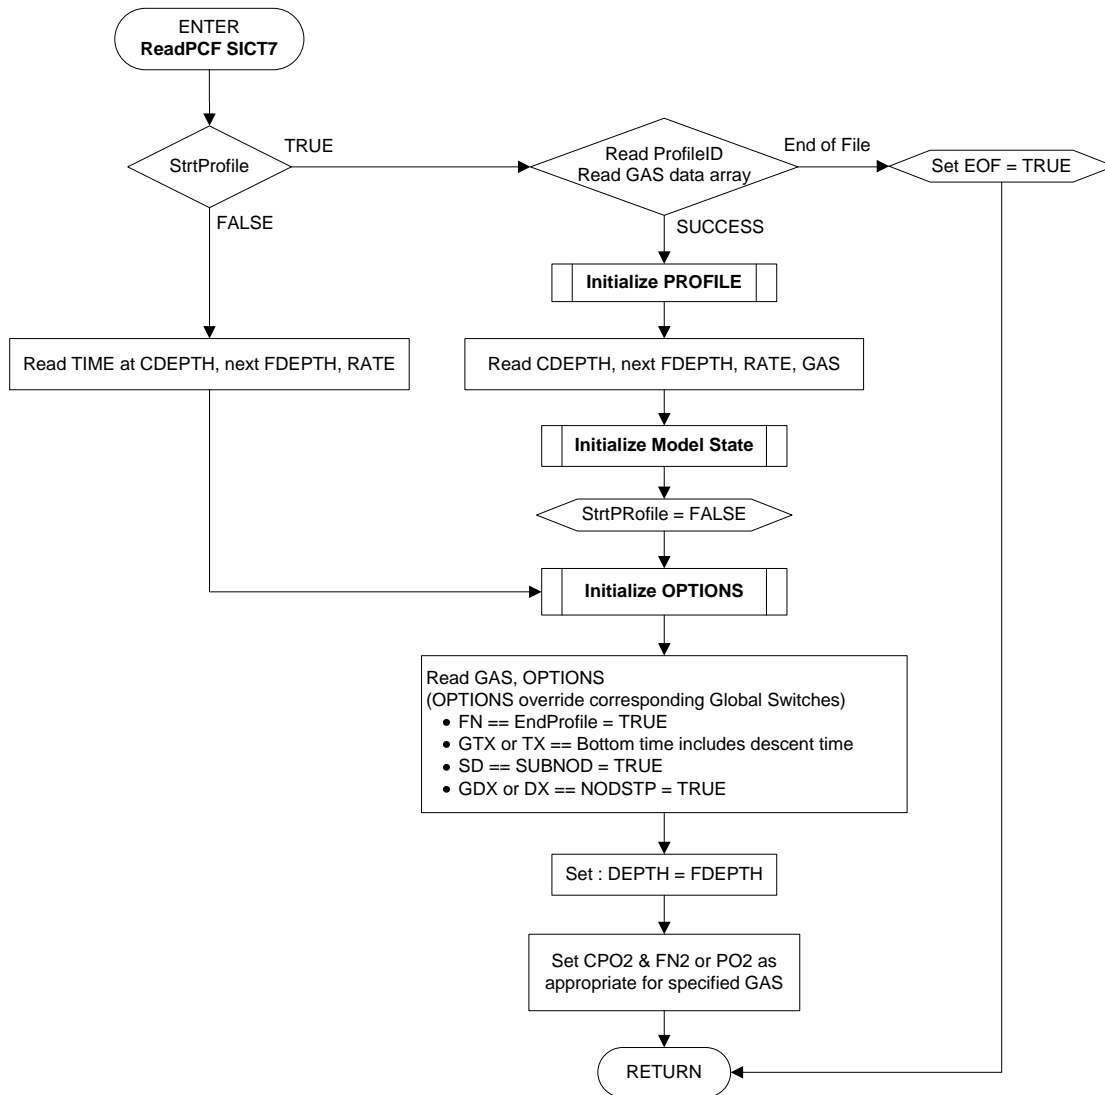 ENTER
ReadPCF SICT7
StrtProfile
TRUE
FALSE
Read ProfileID
Read GAS data array
End of File
Set EOF = TRUE
SUCCESS
Initialize PROFILE
Read TIME at CDEPTH, next FDEPTH, RATE
Read CDEPTH, next FDEPTH, RATE, GAS
Initialize Model State
StrtPRofile = FALSE
Initialize OPTIONS
Read GAS, OPTIONS
(OPTIONS override corresponding Global Switches)
• FN == EndProfile = TRUE
• GTX or TX == Bottom time includes descent time
• SD == SUBNOD = TRUE
• GDX or DX == NODSTP = TRUE
Set : DEPTH = FDEPTH
Set CPO2 & FN2 or PO2 as
appropriate for specified GAS
RETURN